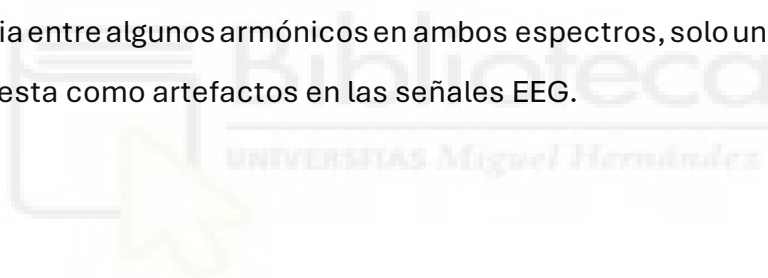 ia entre algunos armónicos en ambos espectros, solo un
esta como artefactos en las señales EEG.
Biblioteca
UNIVERSITAS Miguel Hernández